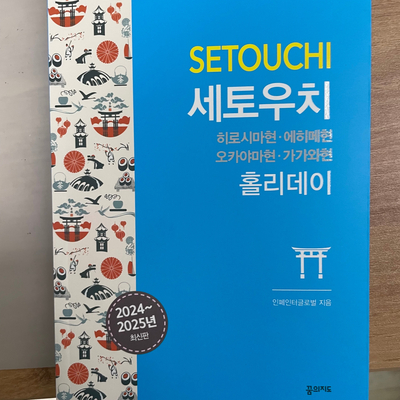 SETOUCHI
세토우치
히로시마현·에히메현
오카야마현·가가와현
홀리데이
인페인터글로벌 지음
2024~
2025년
최신판
꿈의지도